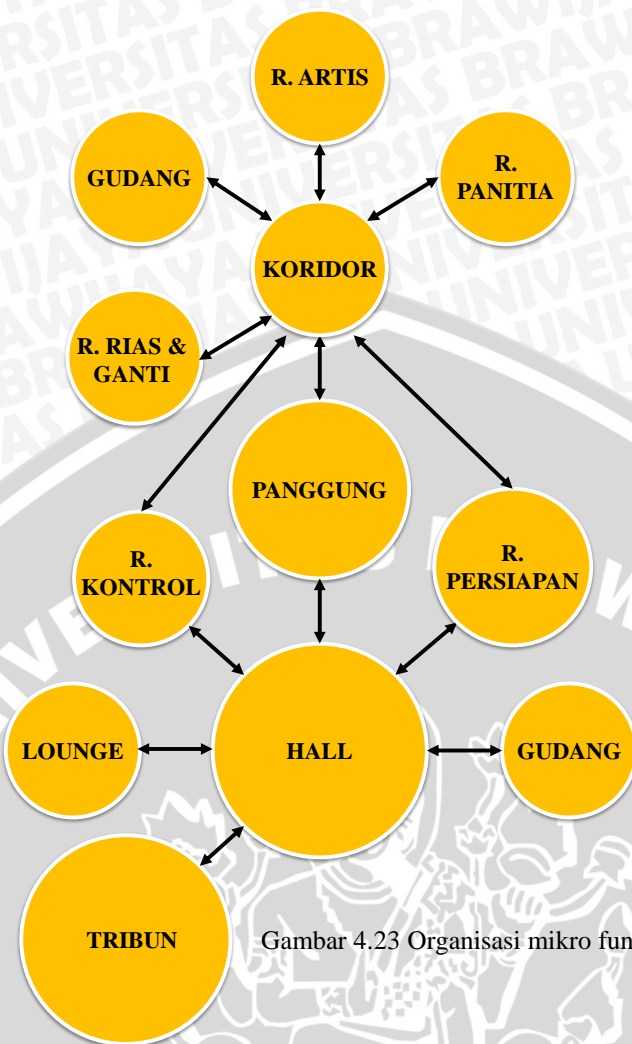 R. ARTIS
GUDANG
R.
PANITIA
KORIDOR
R. RIAS &
GANTI
PANGGUNG
R.
KONTROL
R.
PERSIAPAN
LOUNGE
HALL
GUDANG
TRIBUN
Gambar 4.23 Organisasi mikro fun